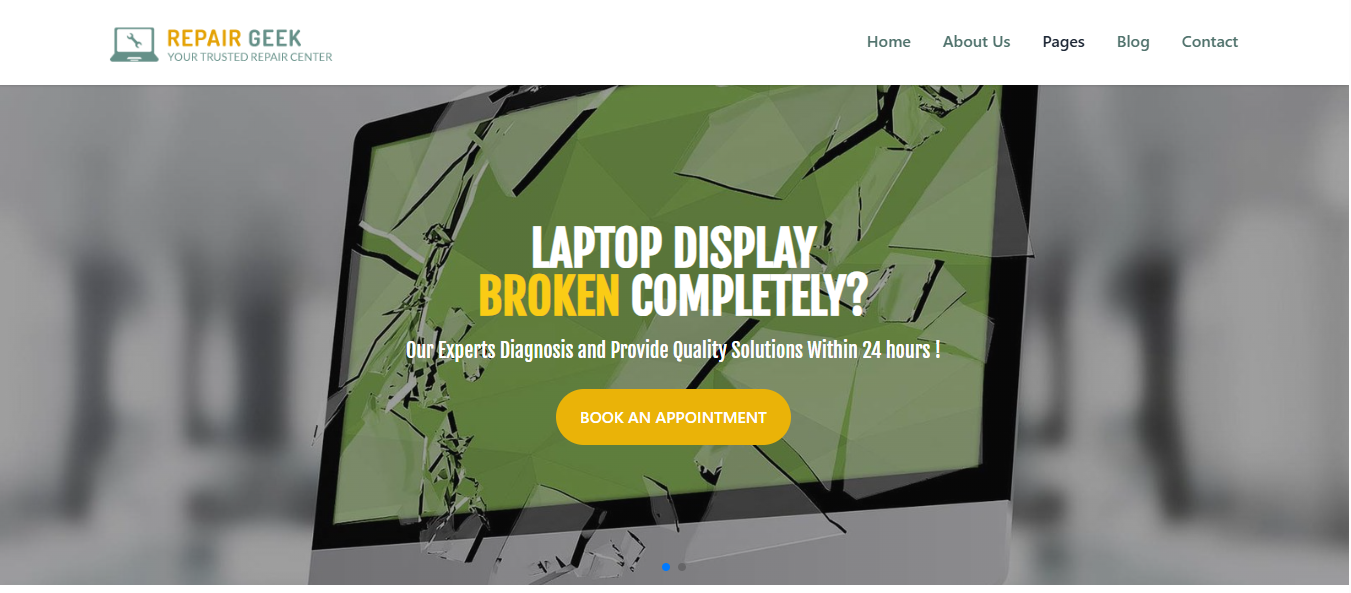 REPAIR GEEK
YOUR TRUSTED REPAIR CENTER
Home About Us Pages Blog Contact
LAPTOP DISPLAY
BROKEN COMPLETELY?
Our Experts Diagnosis and Provide Quality Solutions Within 24 hours !
BOOK AN APPOINTMENT